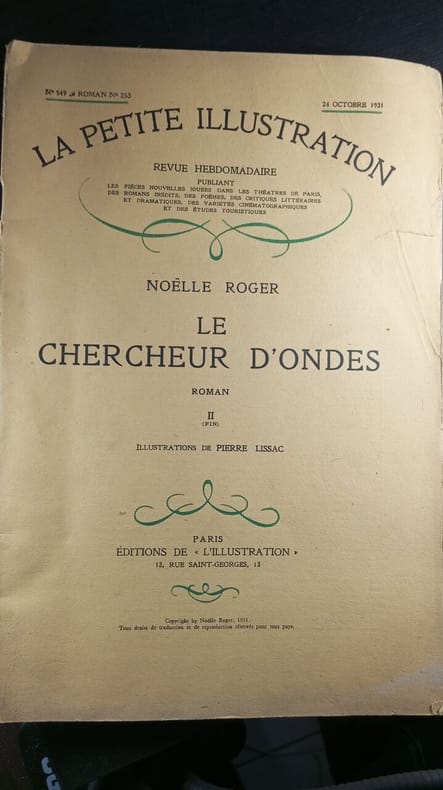 Nº 549 - ROMAN Nº 253
24 OCTOBRE 1931
LA PETITE ILLUSTRATION
REVUE HEBDOMADAIRE
PUBLIANT
LES PIÈCES NOUVELLES JOUÉES DANS LES THÉATRES DE PARIS,
DES ROMANS INÉDITS, DES POÈMES, DES CRITIQUES LITTÉRAIRES
ET DRAMATIQUES, DES VARIÉTÉS CINÉMATOGRAPHIQUES
ET DES ÉTUDES TOURISTIQUES
NOËLLE ROGER
LE
CHERCHEUR D'ONDES
ROMAN
II
(FIN)
ILLUSTRATIONS DE PIERRE LISSAC
PARIS
ÉDITIONS DE « L'ILLUSTRATION »
13, RUE SAINT-GEORGES, 13
Copyright by Noëlle Roger, 1931.
Tous droits de traduction et de reproduction réservés pour tous pays.